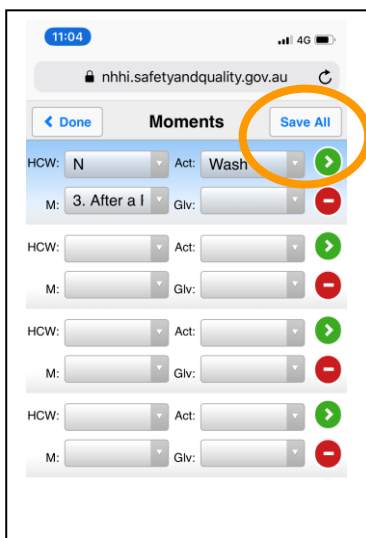 11:04 4G
nhhi.safetyandquality.gov.au
Done Moments Save All
HCW: N Act: Wash
M: 3. After a Glv:
HCW: Act:
M: Glv:
HCW: Act:
M: Glv:
HCW: Act:
M: Glv: